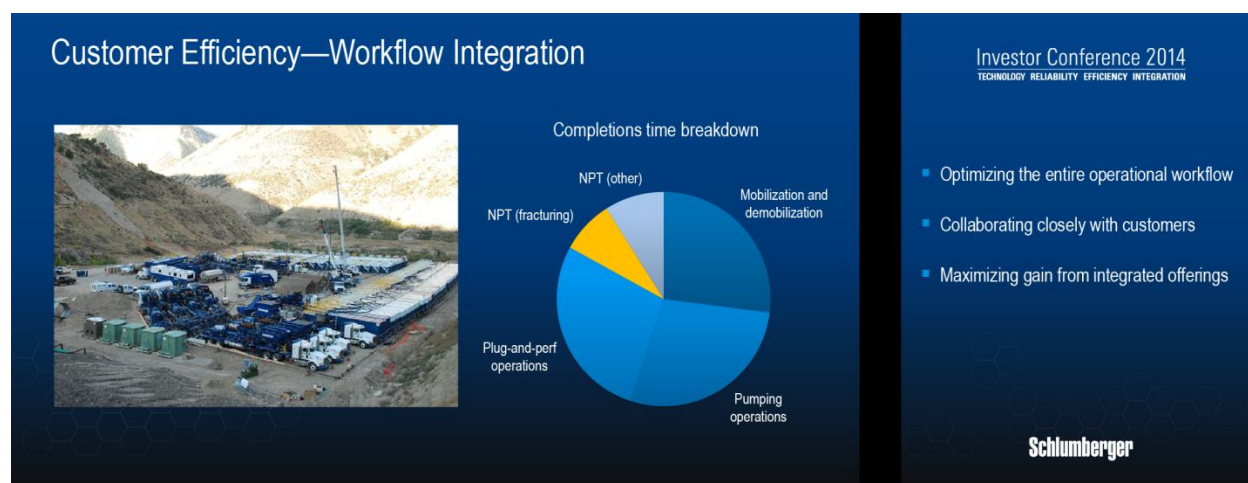 Customer Efficiency—Workflow Integration
Completions time breakdown
NPT (other)
NPT (fracturing)
Mobilization and
demobilization
Plug-and-perf
operations
Pumping
operations
Investor Conference 2014
TECHNOLOGY RELIABILITY EFFICIENCY INTEGRATION
Optimizing the entire operational workflow
Collaborating closely with customers
Maximizing gain from integrated offerings
Schlumberger